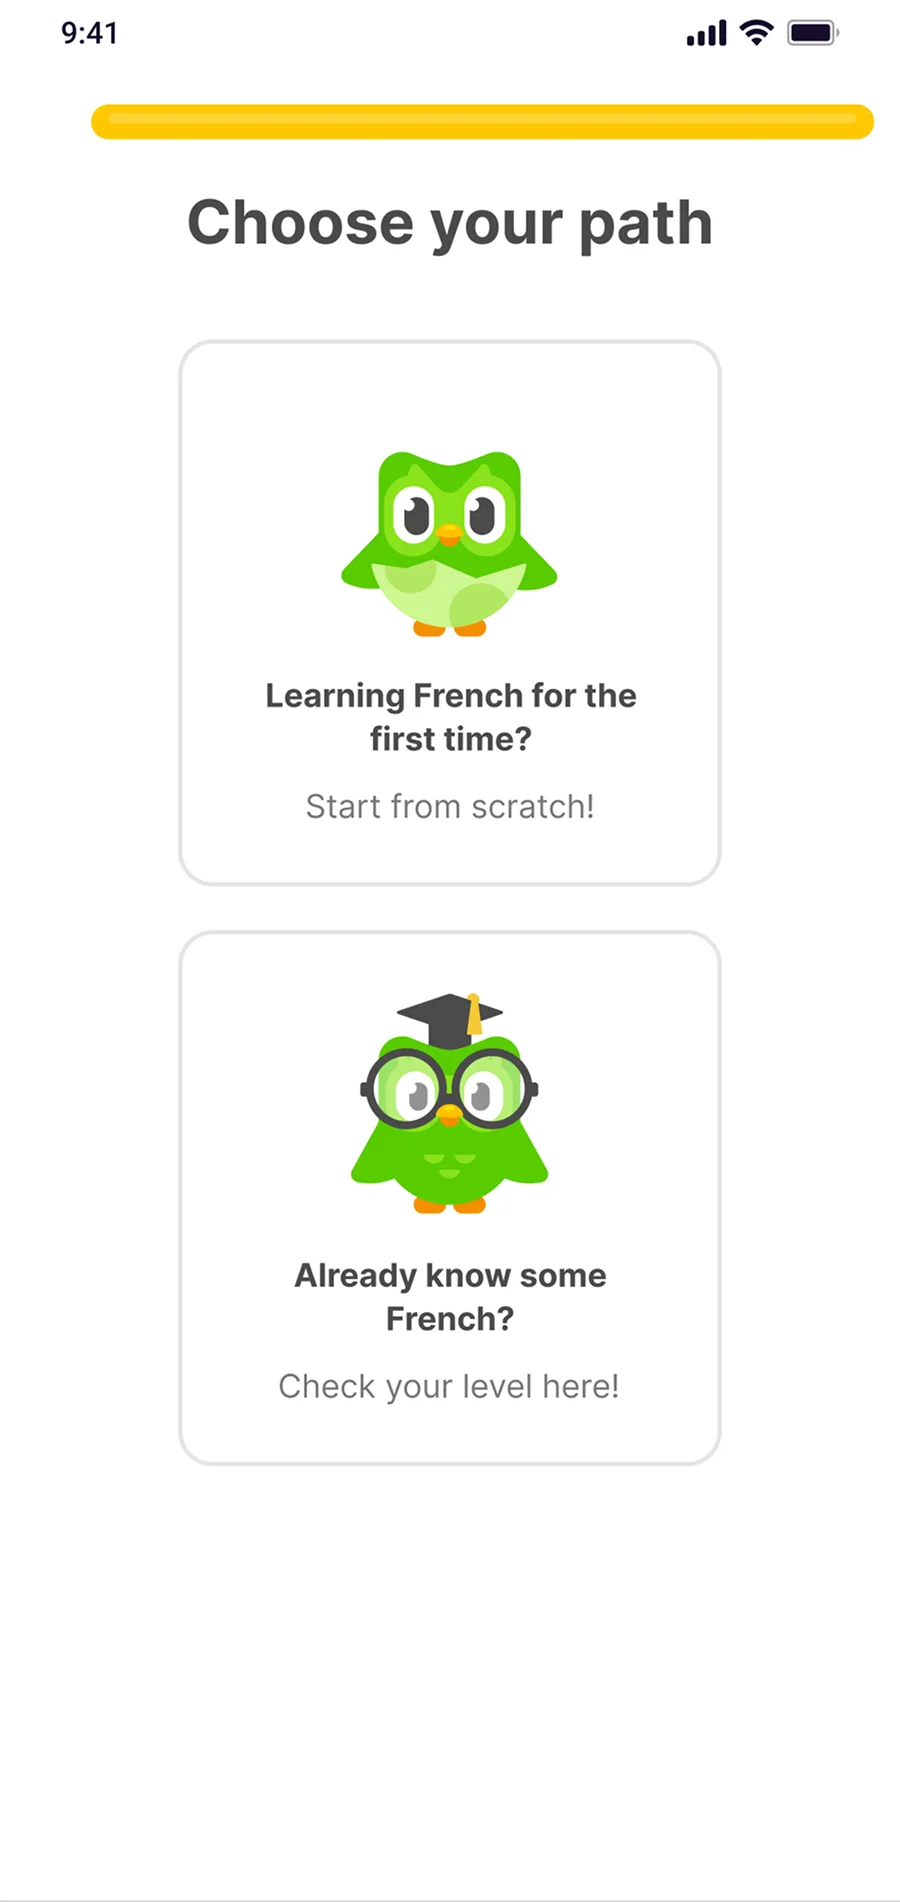 9:41
Choose your path
Learning French for the
first time?
Start from scratch!
Already know some
French?
Check your level here!